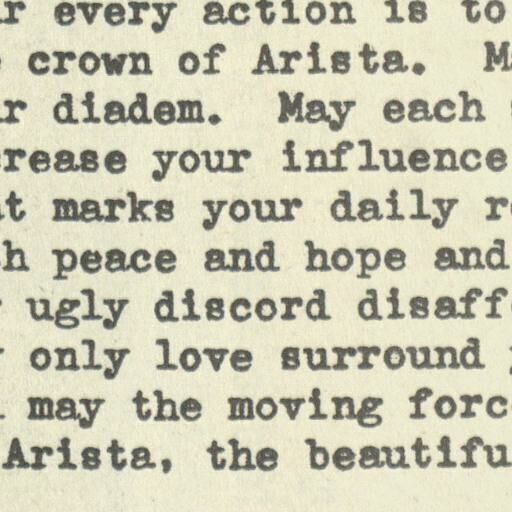 r every action is to
crown of Arista. M
r diadem. May each
rease your influence
t marks your daily r
h peace and hope and
ugly discord disaff
only love surround
may the moving forc
Arista, the beautifu